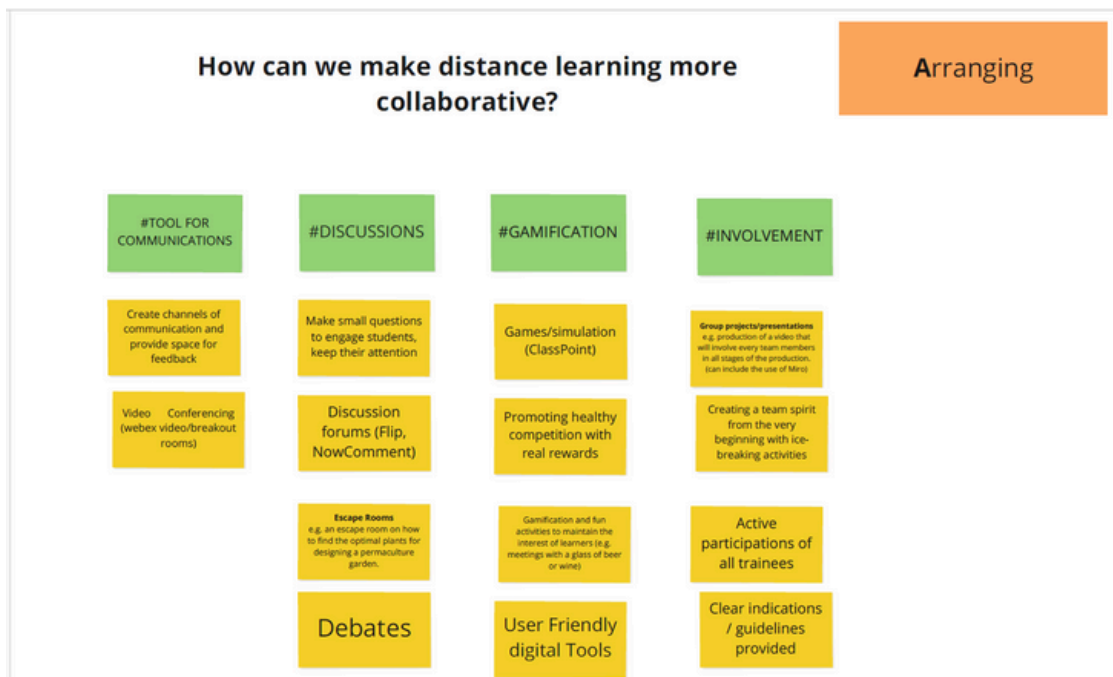 How can we make distance learning more
collaborative?
Arranging
#TOOL FOR
COMMUNICATIONS
Create channels of
communication and
provide space for
feedback
Video Conferencing
(webex video/breakout
rooms)
#DISCUSSIONS
Make small questions
to engage students,
keep their attention
Discussion
forums (Flip,
NowComment)
Escape Rooms
e.g. an escape room on how
to find the optimal plants for
designing a permaculture
garden.
Debates
#GAMIFICATION
Games/simulation
(ClassPoint)
Promoting healthy
competition with
real rewards
Gamification and fun
activities to maintain the
interest of learners (e.g.
meetings with a glass of beer
or wine)
User Friendly
digital Tools
#INVOLVEMENT
Group projects/presentations
e.g. production of a video that
will involve every team members
in all stages of the production.
(can include the use of Miro)
Creating a team spirit
from the very
beginning with ice-
breaking activities
Active
participations of
all trainees
Clear indications
/ guidelines
provided